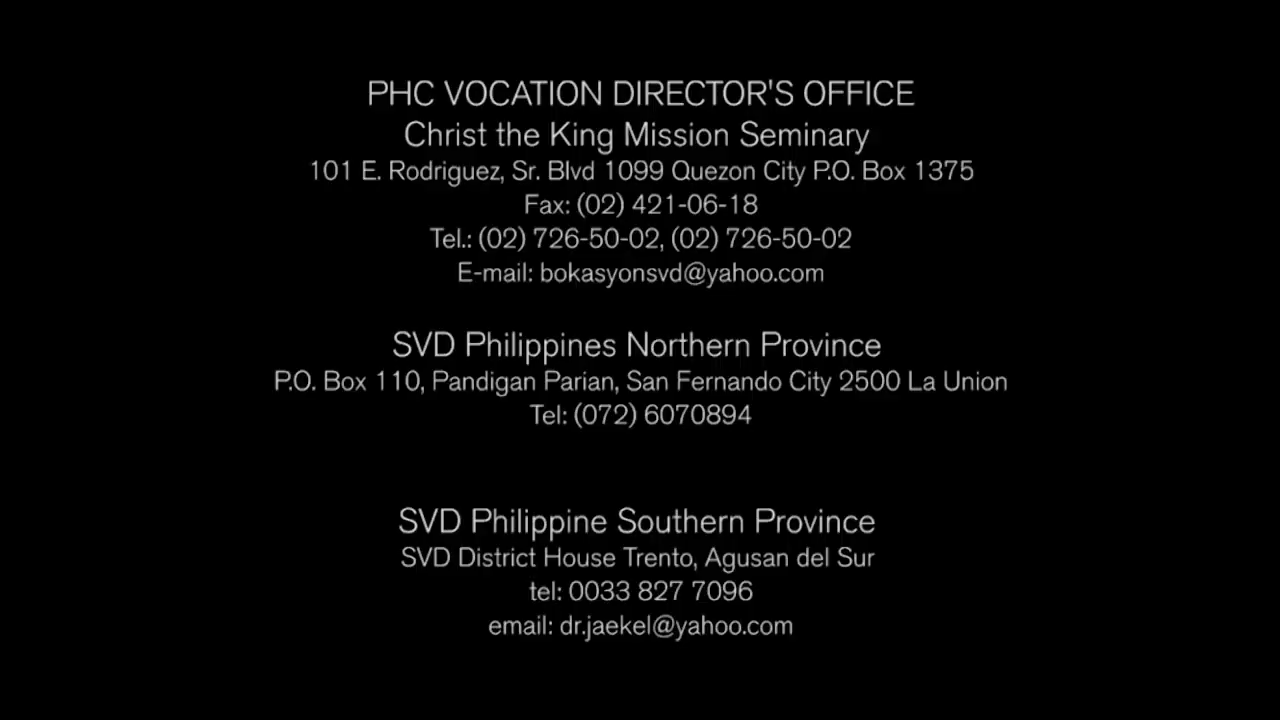 PHC VOCATION DIRECTOR'S OFFICE
Christ the King Mission Seminary
101 E. Rodriguez, Sr. Blvd 1099 Quezon City P.O. Box 1375
Fax: (02) 421-06-18
Tel.: (02) 726-50-02, (02) 726-50-02
E-mail: bokasyonsvd@yahoo.com
SVD Philippines Northern Province
P.O. Box 110, Pandigan Parian, San Fernando City 2500 La Union
Tel: (072) 6070894
SVD Philippine Southern Province
SVD District House Trento, Agusan del Sur
tel: 0033 827 7096
email: dr.jaekel@yahoo.com